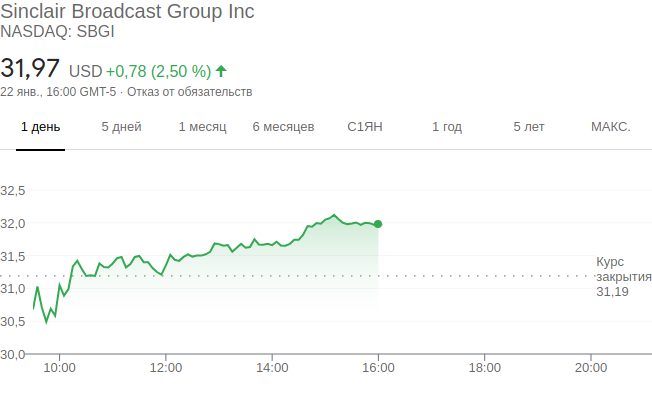 Sinclair Broadcast Group Inc
NASDAQ: SBGI
31,97 USD +0,78 (2,50 %)
22 янв., 16:00 GMT-5 · Отказ от обязательств
1 день 5 дней 1 месяц 6 месяцев С1ЯН 1 год 5 лет МАКС.
32,5
32,0
31,5
31,0
30,5
30,0
Курс
закрытия
31,19
10:00 12:00 14:00 16:00 18:00 20:00